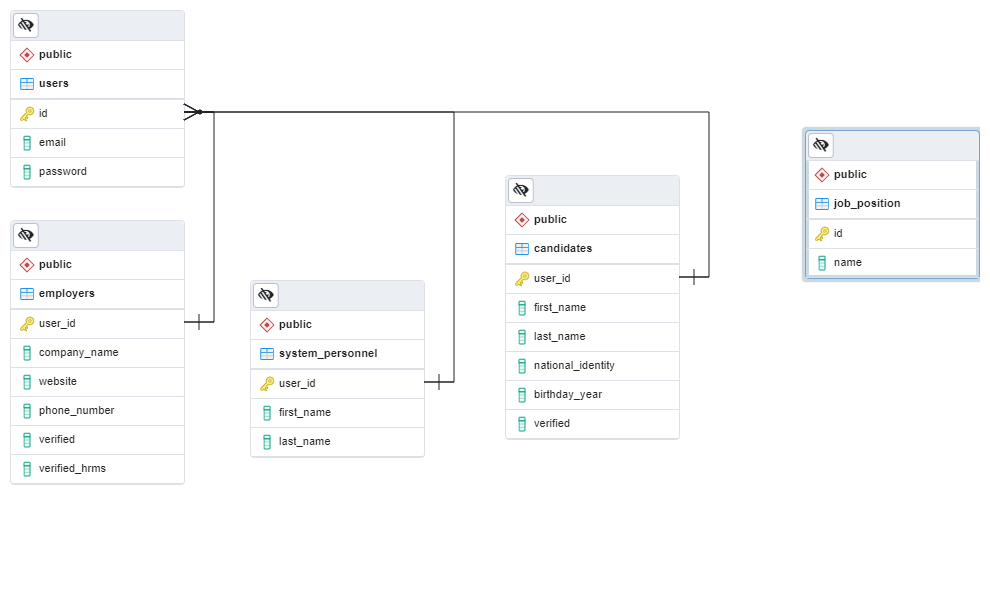 public
users
id
email
password
public
employers
user_id
company_name
website
phone_number
verified
verified_hrms
public
system_personnel
user_id
first_name
last_name
public
candidates
user_id
first_name
last_name
national_identity
birthday_year
verified
public
job_position
id
name